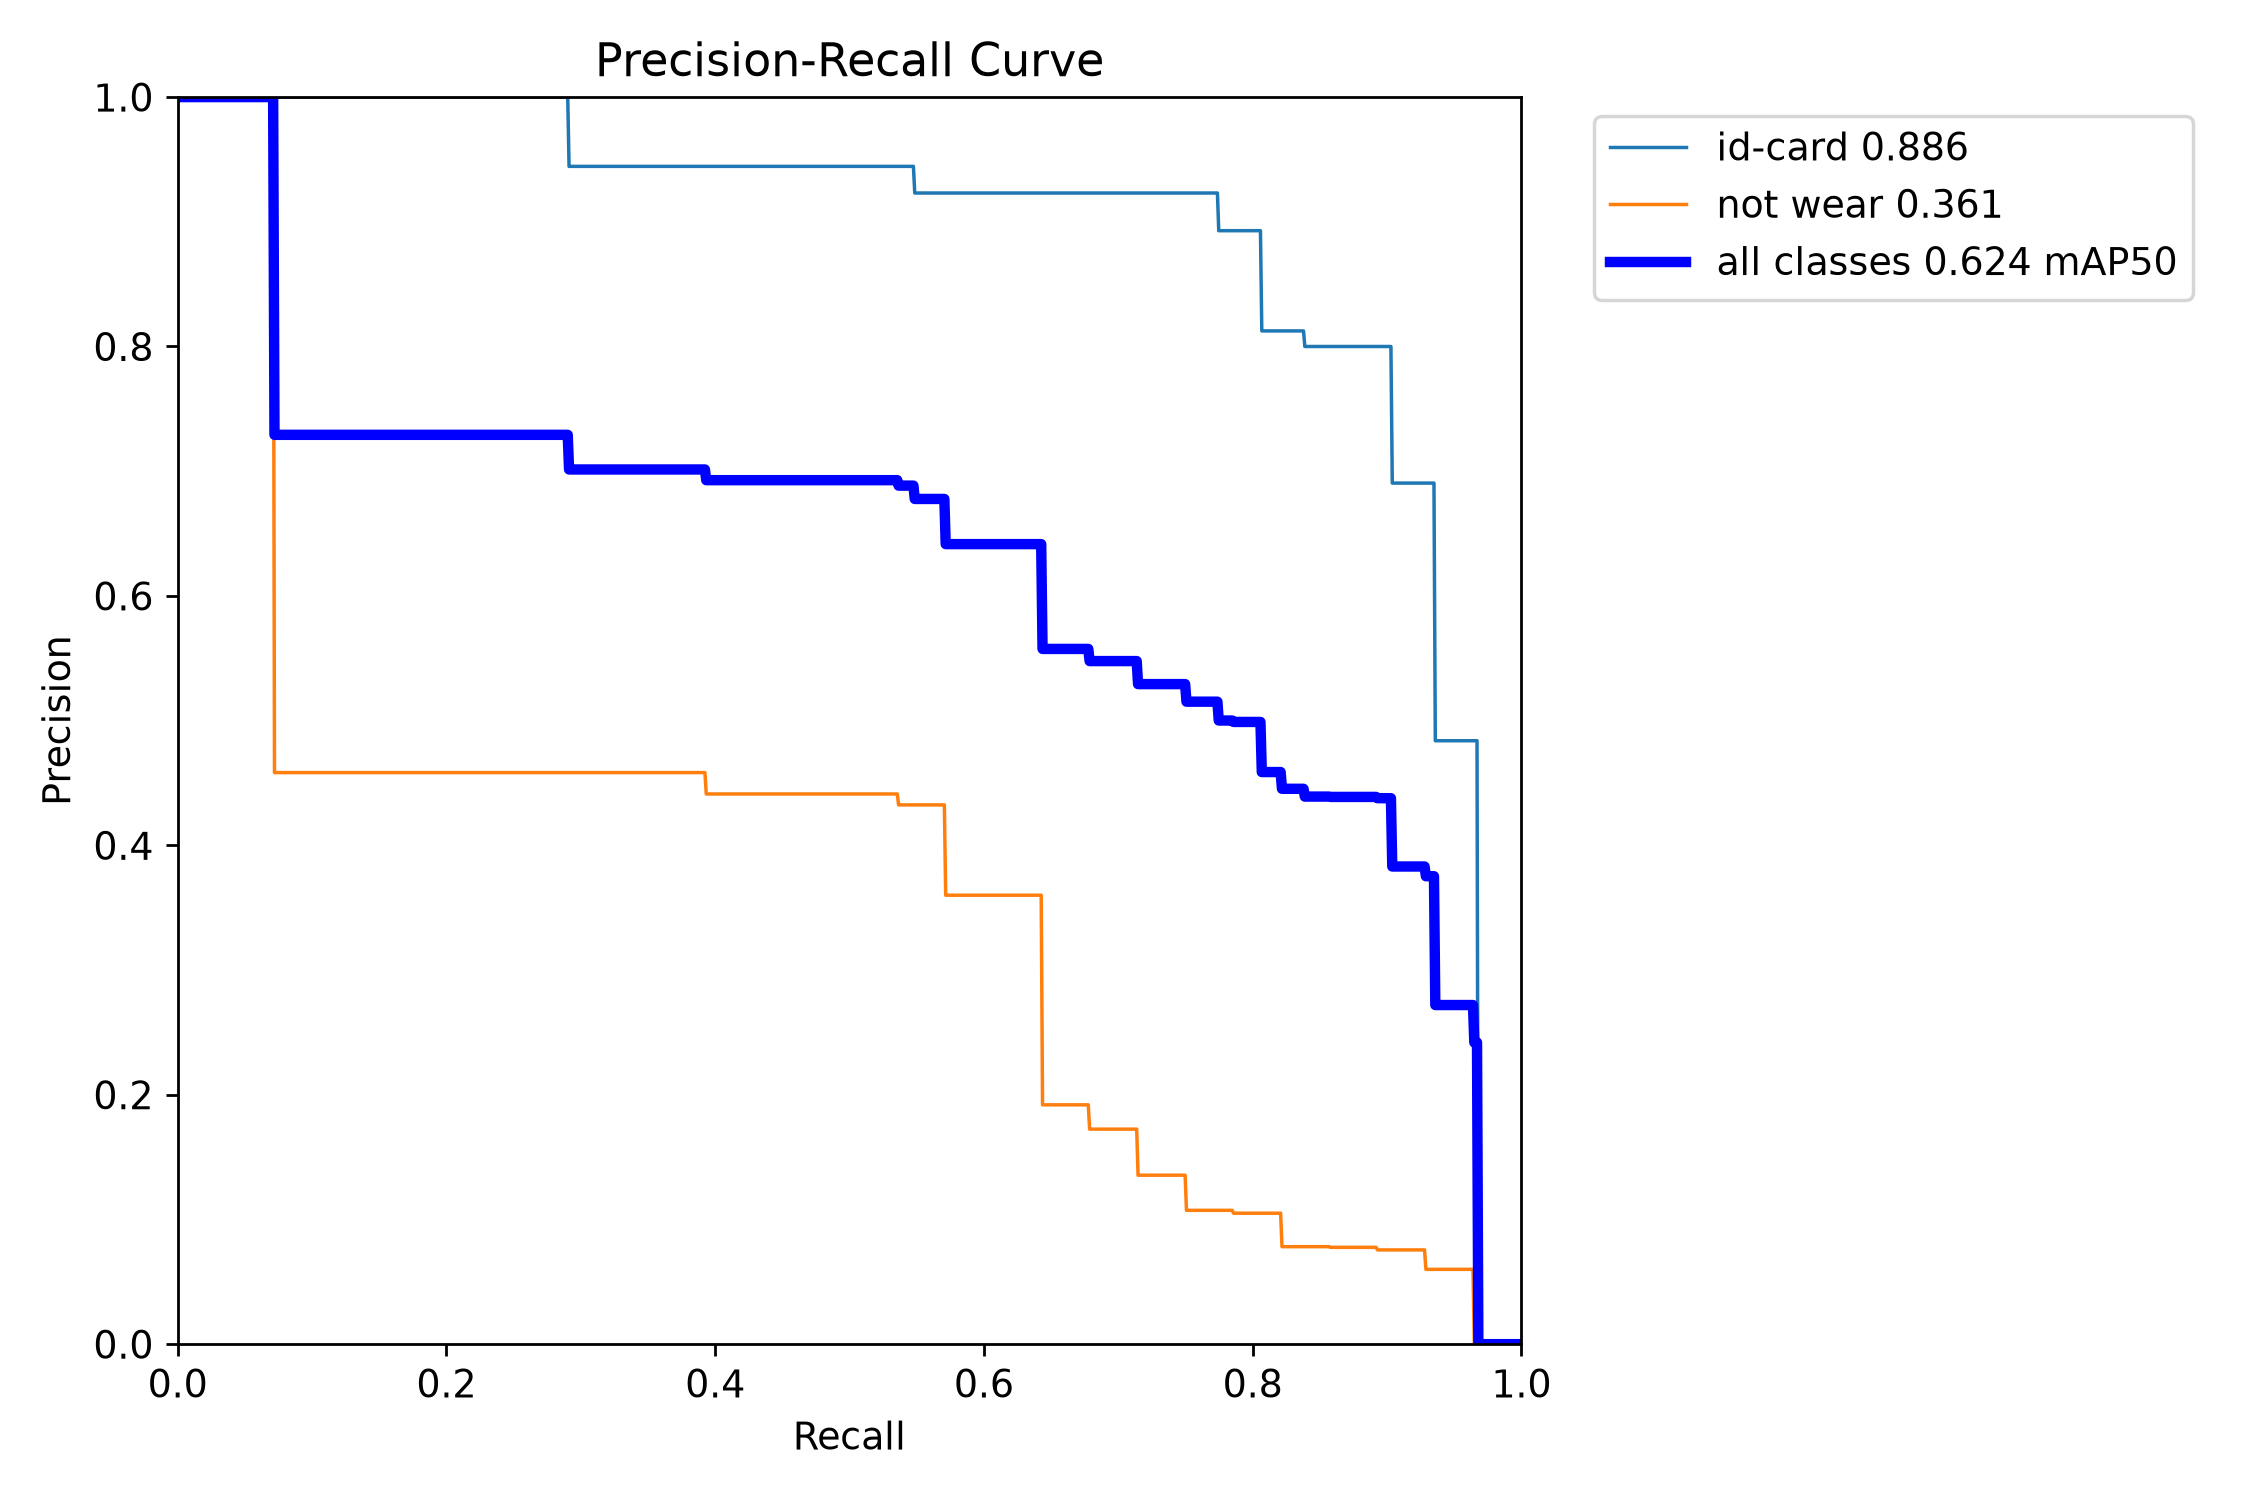 Precision-Recall Curve
1.0
0.8
0.6
0.4
0.2
0.0
Precision
0.0 0.2 0.4 0.6 0.8 1.0
Recall
id-card 0.886
not wear 0.361
all classes 0.624 mAP50